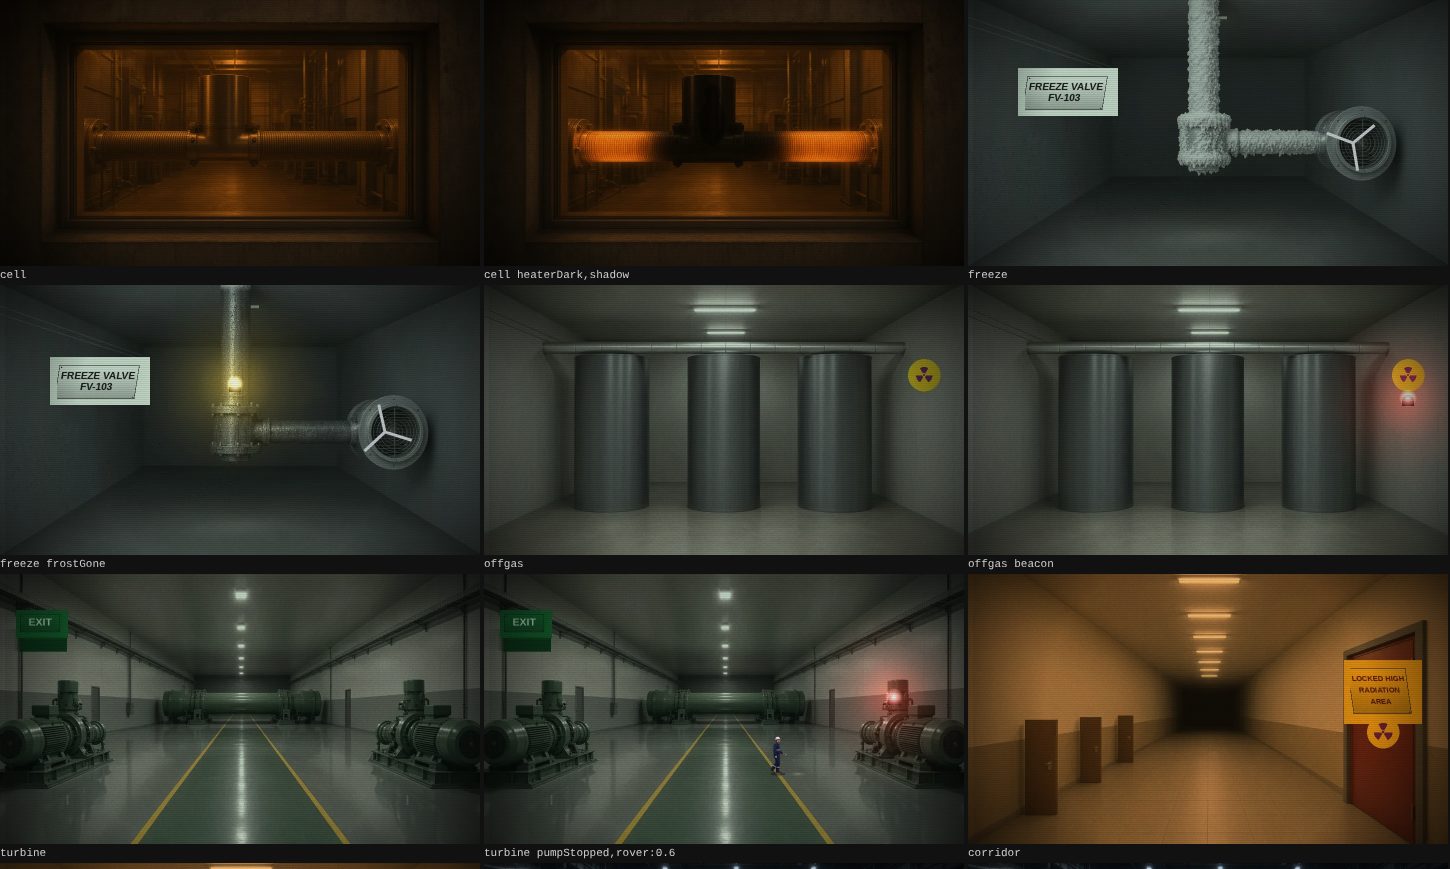 FREEZE VALVE
FV-103
cell
cell heaterDark,shadow
freeze
FREEZE VALVE
FV-103
freeze frostGone
offgas
offgas beacon
EXIT
EXIT
LOCKED HIGH
RADIATION
AREA
turbine
turbine pumpStopped,rover:0.6
corridor